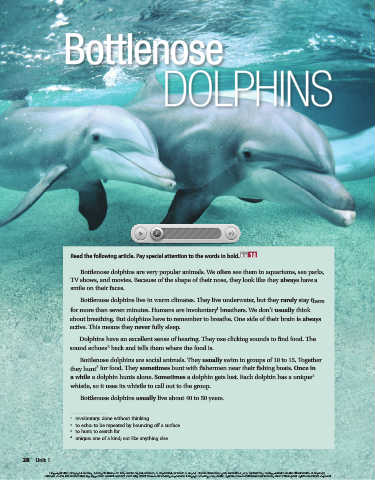 Bottlenose
DOLPHINS
Read the following article. Pay special attention to the words in bold.
Bottlenose dolphins are very popular animals. We often see them in aquariums, sea parks,
TV shows, and movies. Because of the shape of their nose, they look like they always have a
smile on their faces.
Bottlenose dolphins live in warm climates. They live underwater, but they rarely stay there
for more than seven minutes. Humans are involuntary¹ breathers. We don't usually think
about breathing. But dolphins have to remember to breathe. One side of their brain is always
active. This means they never fully sleep.
Dolphins have an excellent sense of hearing. They use clicking sounds to find food. The
sound echoes² back and tells them where the food is.
Bottlenose dolphins are social animals. They usually swim in groups of 10 to 15. Together
they hunt³ for food. They sometimes hunt with fishermen near their fishing boats. Once in
a while a dolphin hunts alone. Sometimes a dolphin gets lost. Each dolphin has a unique⁴
whistle, so it uses its whistle to call out to the group.
Bottlenose dolphins usually live about 40 to 50 years.
¹ involuntary: done without thinking
² to echo: to be repeated by bouncing off a surface
³ to hunt: to search for
⁴ unique: one of a kind; not like anything else
28 Unit 1